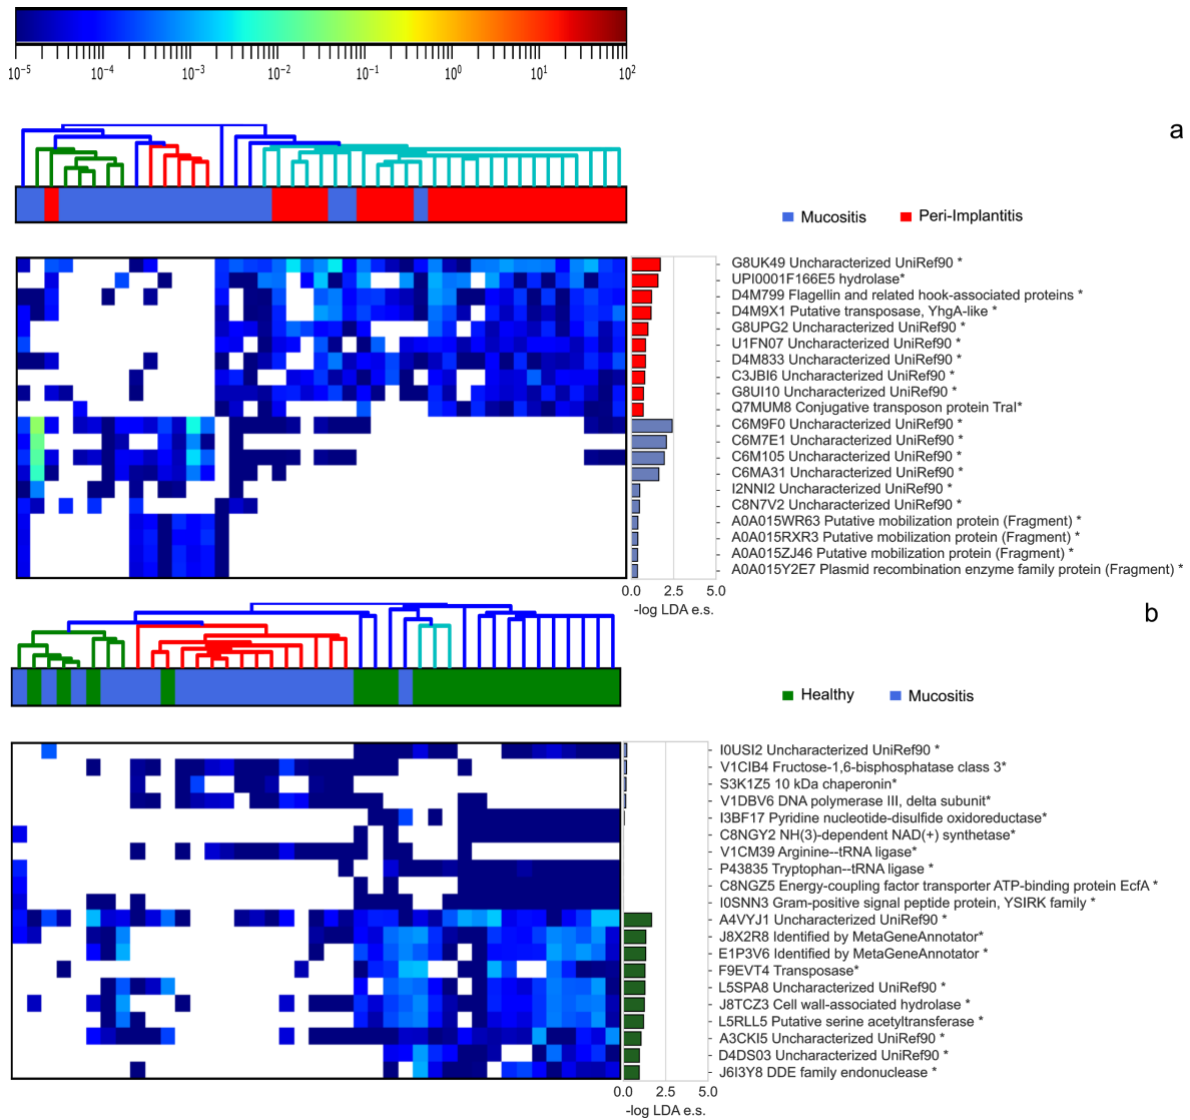 10^-5 10^-4 10^-3 10^-2 10^-1 10^0 10^1 10^2
a
Mucositis Peri-Implantitis
G8UK49 Uncharacterized UniRef90 *
UPI0001F166E5 hydrolase*
D4M799 Flagellin and related hook-associated proteins *
D4M9X1 Putative transposase, YhgA-like *
G8UPG2 Uncharacterized UniRef90 *
U1FN07 Uncharacterized UniRef90 *
D4M833 Uncharacterized UniRef90 *
C3JBI6 Uncharacterized UniRef90 *
G8UI10 Uncharacterized UniRef90 *
Q7MUM8 Conjugative transposon protein TraI*
C6M9F0 Uncharacterized UniRef90 *
C6M7E1 Uncharacterized UniRef90 *
C6M105 Uncharacterized UniRef90 *
C6MA31 Uncharacterized UniRef90 *
I2NNI2 Uncharacterized UniRef90 *
C8N7V2 Uncharacterized UniRef90 *
A0A015WR63 Putative mobilization protein (Fragment) *
A0A015RXR3 Putative mobilization protein (Fragment) *
A0A015ZJ46 Putative mobilization protein (Fragment) *
A0A015Y2E7 Plasmid recombination enzyme family protein (Fragment) *
0.0 2.5 5.0
-log LDA e.s.
b
Healthy Mucositis
I0USI2 Uncharacterized UniRef90 *
V1CIB4 Fructose-1,6-bisphosphatase class 3*
S3K1Z5 10 kDa chaperonin*
V1DBV6 DNA polymerase III, delta subunit*
I3BF17 Pyridine nucleotide-disulfide oxidoreductase*
C8NGY2 NH(3)-dependent NAD(+) synthetase*
V1CM39 Arginine--tRNA ligase*
P43835 Tryptophan--tRNA ligase *
C8NGZ5 Energy-coupling factor transporter ATP-binding protein EcfA *
I0SNN3 Gram-positive signal peptide protein, YSIRK family *
A4VYJ1 Uncharacterized UniRef90 *
J8X2R8 Identified by MetaGeneAnnotator*
E1P3V6 Identified by MetaGeneAnnotator *
F9EVT4 Transposase*
L5SPA8 Uncharacterized UniRef90 *
J8TCZ3 Cell wall-associated hydrolase *
L5RLL5 Putative serine acetyltransferase *
A3CKI5 Uncharacterized UniRef90 *
D4DS03 Uncharacterized UniRef90 *
J6I3Y8 DDE family endonuclease *
0.0 2.5 5.0
-log LDA e.s.